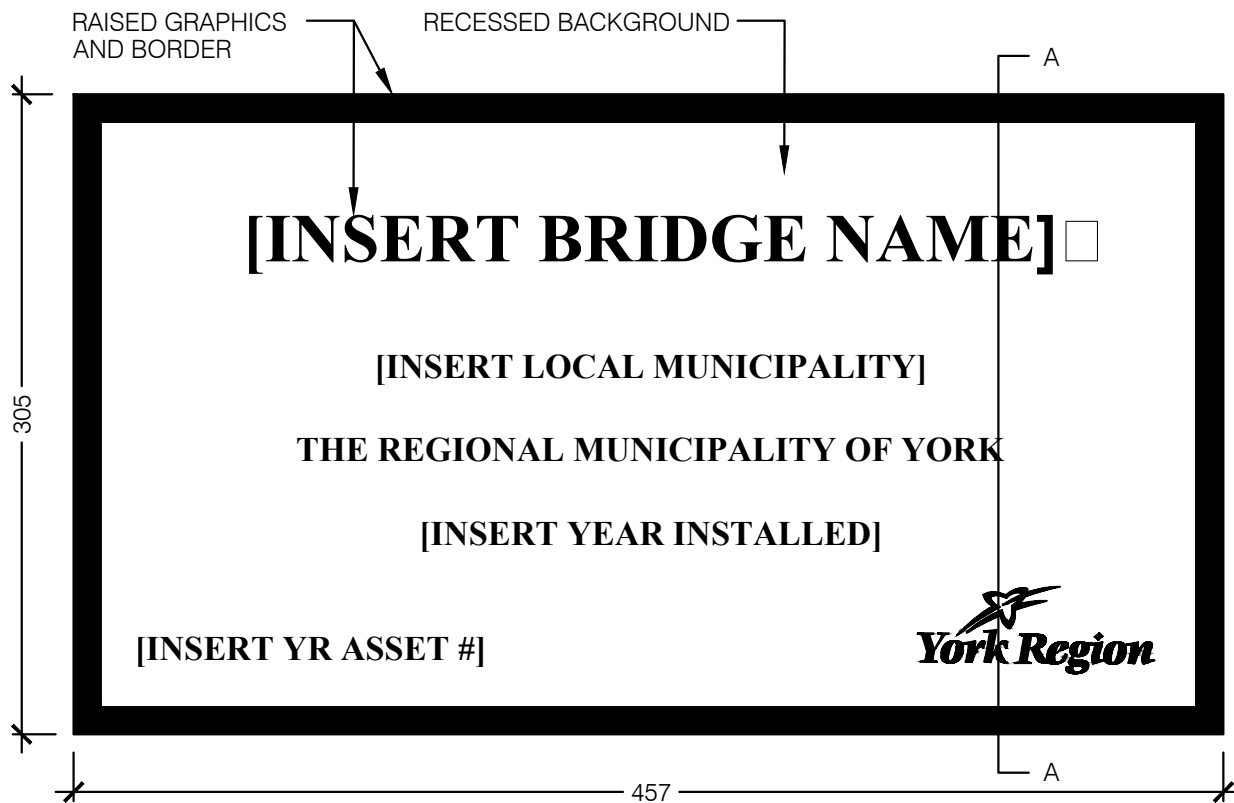 RAISED GRAPHICS
AND BORDER
RECESSED BACKGROUND
A
[INSERT BRIDGE NAME]
305
[INSERT LOCAL MUNICIPALITY]
THE REGIONAL MUNICIPALITY OF YORK
[INSERT YEAR INSTALLED]
[INSERT YR ASSET #]
York Region
A
457